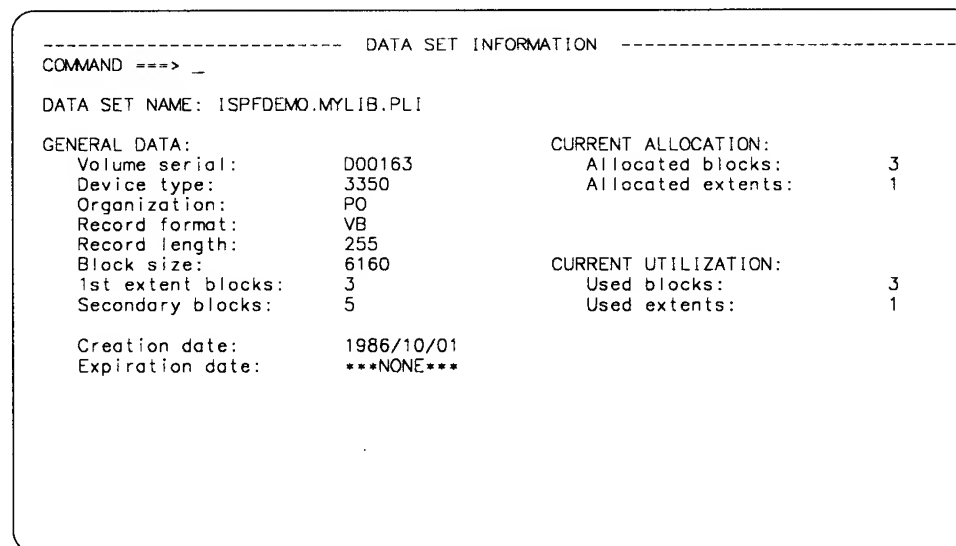 --------------------------  DATA SET INFORMATION  -----------------------------
COMMAND ===> _
DATA SET NAME: ISPFDEMO.MYLIB.PLI
GENERAL DATA:                              CURRENT ALLOCATION:
Volume serial:           D00163            Allocated blocks:         3
Device type:             3350              Allocated extents:        1
Organization:            PO
Record format:           VB
Record length:           255
Block size:              6160              CURRENT UTILIZATION:
1st extent blocks:       3                 Used blocks:              3
Secondary blocks:        5                 Used extents:             1
Creation date:           1986/10/01
Expiration date:         ***NONE***